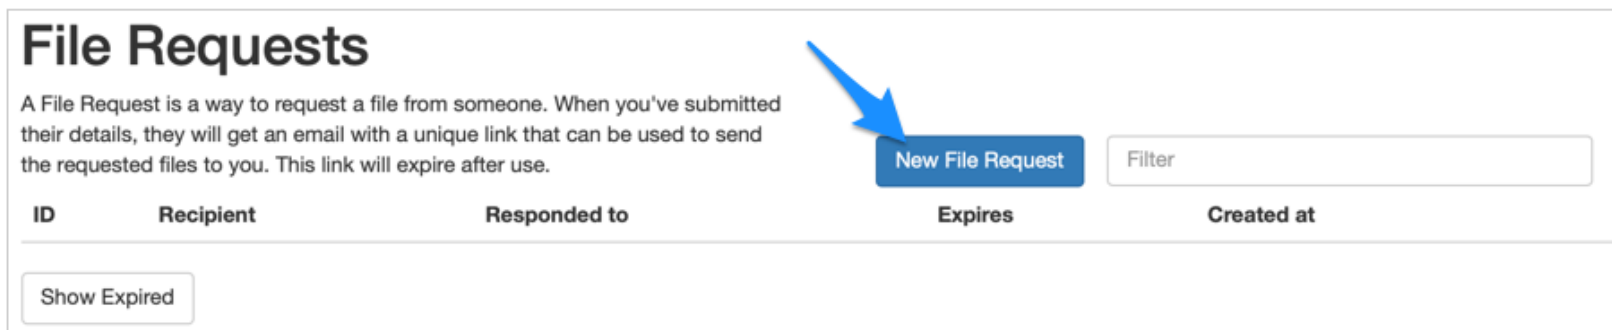 File Requests
A File Request is a way to request a file from someone. When you've submitted
their details, they will get an email with a unique link that can be used to send
the requested files to you. This link will expire after use.
New File Request
Filter
ID Recipient Responded to Expires Created at
Show Expired